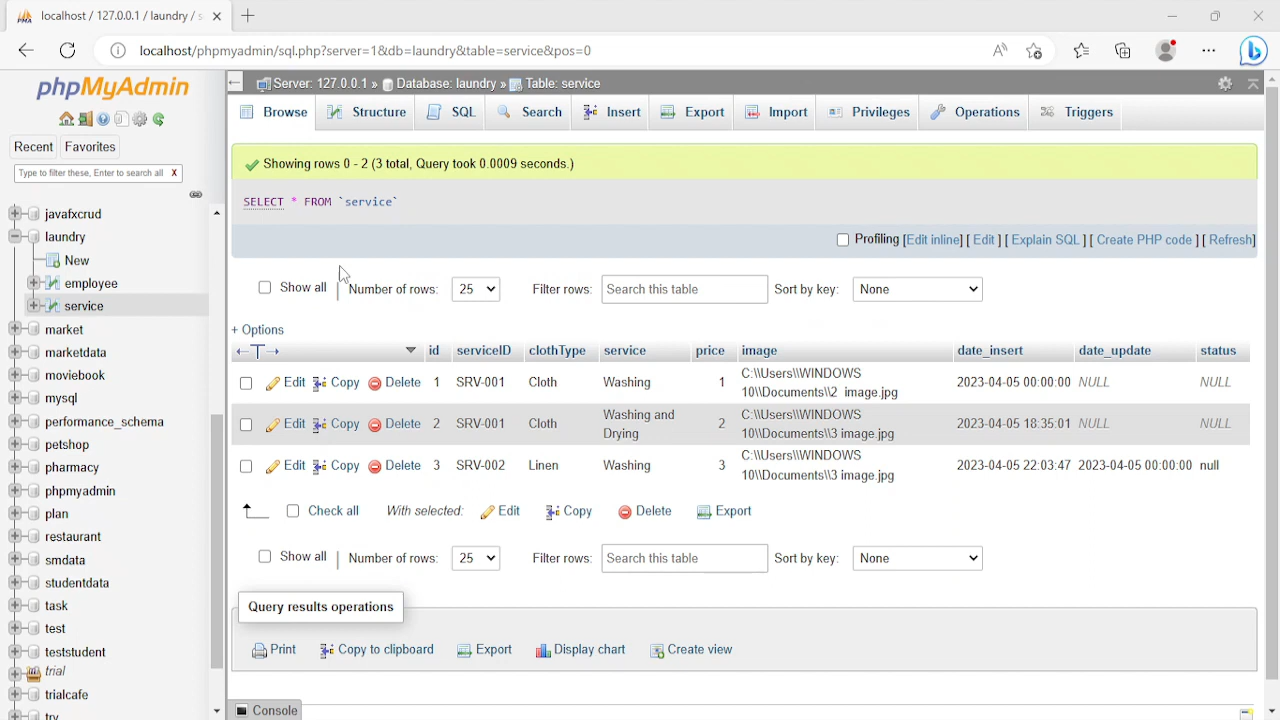 localhost / 127.0.0.1 / laundry / s
localhost/phpmyadmin/sql.php?server=1&db=laundry&table=service&pos=0
phpMyAdmin
Recent
Favorites
Type to filter these, Enter to search all X
javafxcrud
laundry
New
employee
service
market
marketdata
moviebook
mysql
performance_schema
petshop
pharmacy
phpmyadmin
plan
restaurant
smdata
studentdata
task
test
teststudent
trial
trialcafe
try
Server: 127.0.0.1 » Database: laundry » Table: service
Browse Structure SQL Search Insert Export Import Privileges Operations Triggers
Showing rows 0 - 2 (3 total, Query took 0.0009 seconds.)
SELECT * FROM `service`
Profiling [Edit inline] [ Edit ] [ Explain SQL ] [ Create PHP code ] [ Refresh]
Show all | Number of rows: 25 Filter rows: Search this table Sort by key: None
+ Options
←T→ id serviceID clothType service price image date_insert date_update status
Edit Copy Delete 1 SRV-001 Cloth Washing 1 C:\\Users\\WINDOWS 2023-04-05 00:00:00 NULL NULL
10\\Documents\\2 image.jpg
Edit Copy Delete 2 SRV-001 Cloth Washing and C:\\Users\\WINDOWS 2023-04-05 18:35:01 NULL NULL
Drying 2 10\\Documents\\3 image.jpg
Edit Copy Delete 3 SRV-002 Linen Washing 3 C:\\Users\\WINDOWS 2023-04-05 22:03:47 2023-04-05 00:00:00 null
10\\Documents\\3 image.jpg
Check all With selected: Edit Copy Delete Export
Show all | Number of rows: 25 Filter rows: Search this table Sort by key: None
Query results operations
Print Copy to clipboard Export Display chart Create view
Console